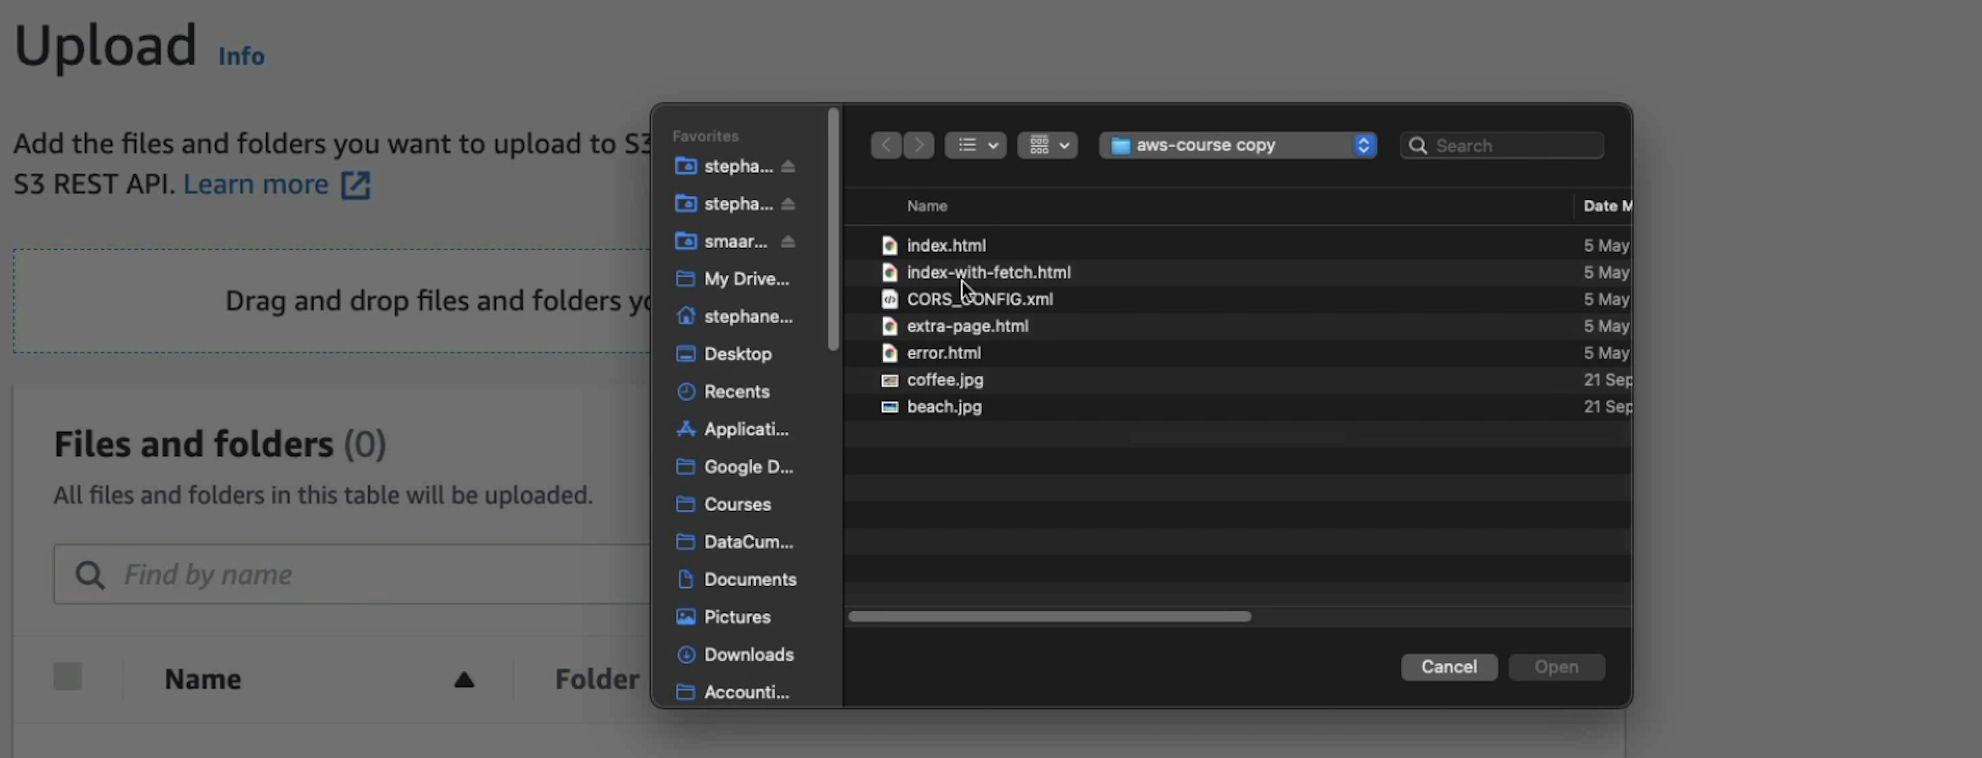 Upload Info
Add the files and folders you want to upload to S3
S3 REST API. Learn more
Drag and drop files and folders yo
Files and folders (0)
All files and folders in this table will be uploaded.
Find by name
Name
Folder
Favorites
stepha...
stepha...
smaar...
My Drive...
stephane...
Desktop
Recents
Applicati...
Google D...
Courses
DataCum...
Documents
Pictures
Downloads
Accounti...
aws-course copy
Search
Name
Date M
index.html
5 May
index-with-fetch.html
5 May
CORS_CONFIG.xml
5 May
extra-page.html
5 May
error.html
5 May
coffee.jpg
21 Sep
beach.jpg
21 Sep
Cancel
Open